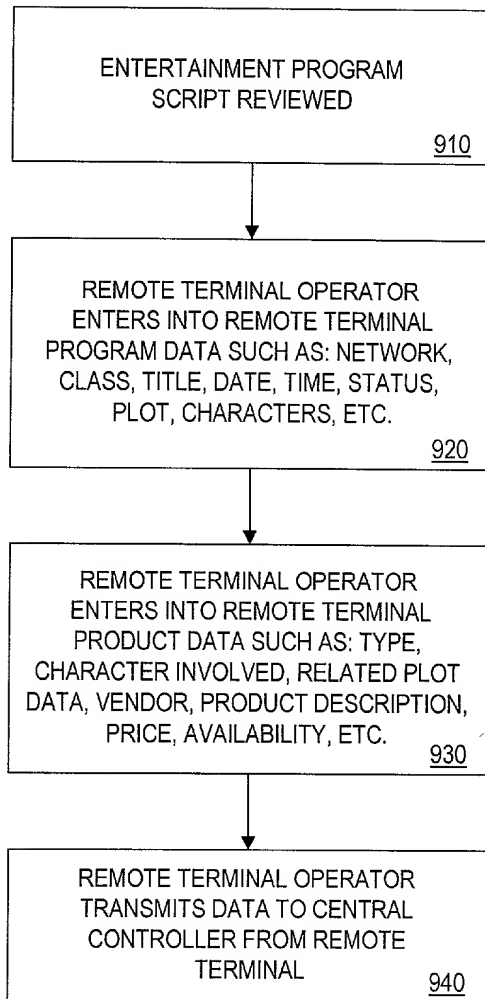 ENTERTAINMENT PROGRAM
SCRIPT REVIEWED
910
REMOTE TERMINAL OPERATOR
ENTERS INTO REMOTE TERMINAL
PROGRAM DATA SUCH AS: NETWORK,
CLASS, TITLE, DATE, TIME, STATUS,
PLOT, CHARACTERS, ETC.
920
REMOTE TERMINAL OPERATOR
ENTERS INTO REMOTE TERMINAL
PRODUCT DATA SUCH AS: TYPE,
CHARACTER INVOLVED, RELATED PLOT
DATA, VENDOR, PRODUCT DESCRIPTION,
PRICE, AVAILABILITY, ETC.
930
REMOTE TERMINAL OPERATOR
TRANSMITS DATA TO CENTRAL
CONTROLLER FROM REMOTE
TERMINAL
940